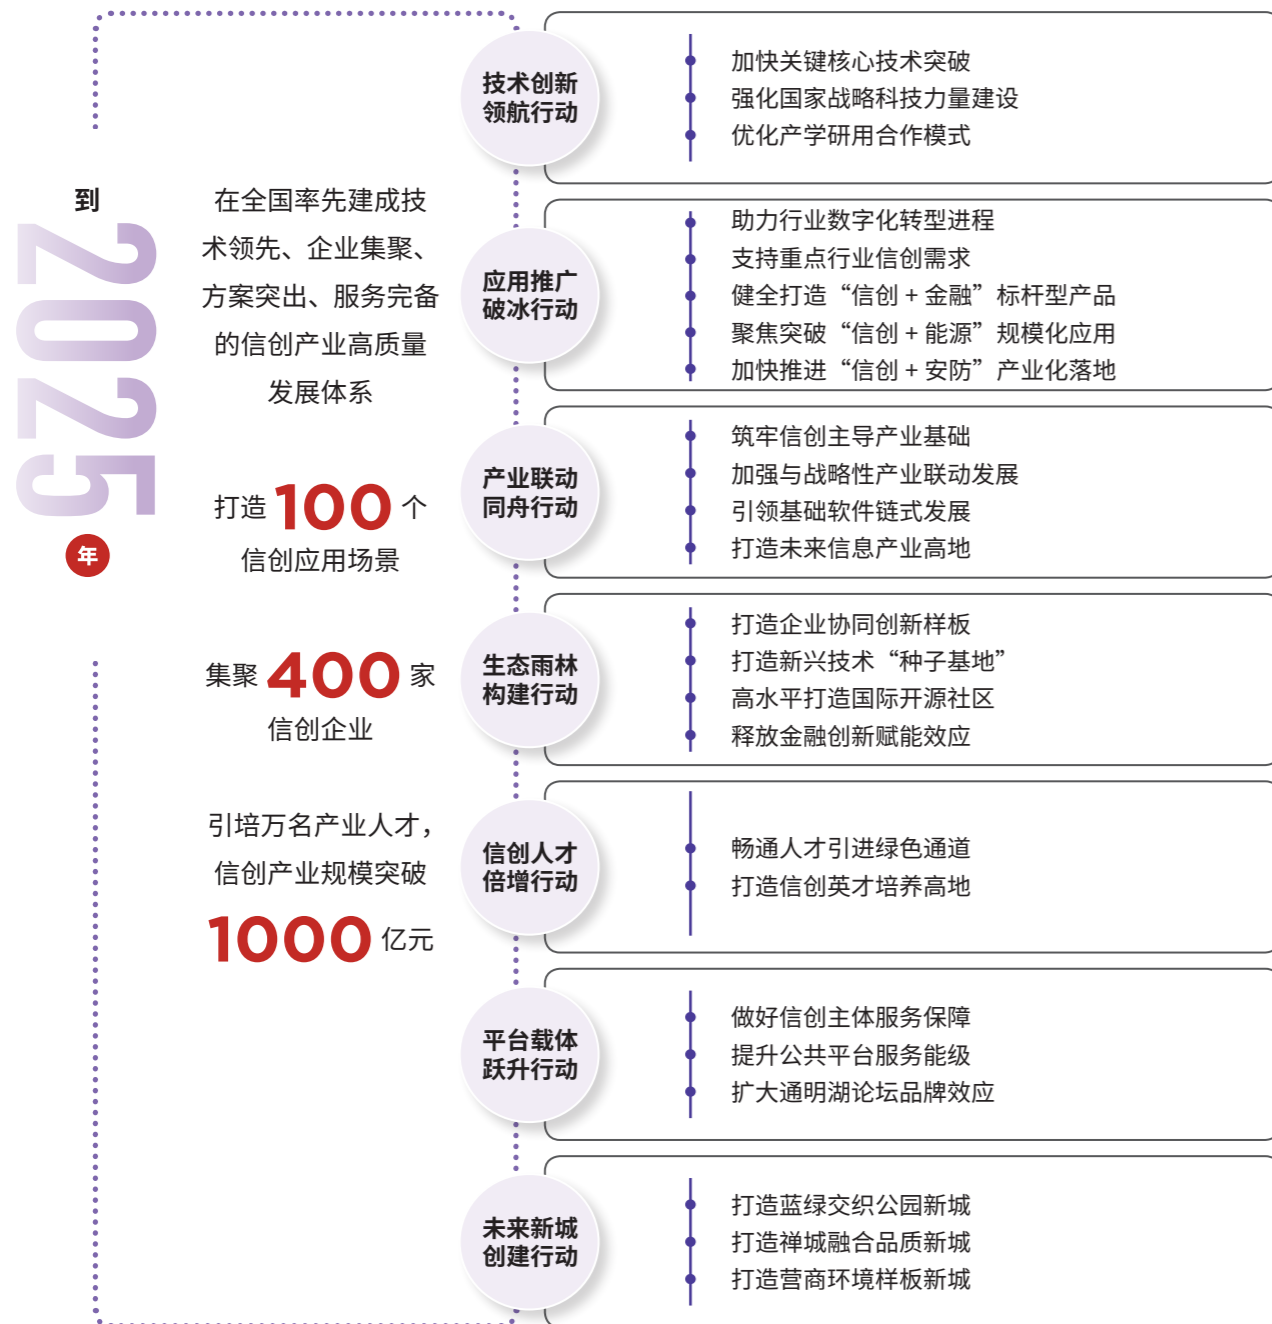 到
2025
年
在全国率先建成技
术领先、企业集聚、
方案突出、服务完备
的信创产业高质量
发展体系
打造 100 个
信创应用场景
集聚 400 家
信创企业
引培万名产业人才，
信创产业规模突破
1000 亿元
技术创新
领航行动
加快关键核心技术突破
强化国家战略科技力量建设
优化产学研用合作模式
应用推广
破冰行动
助力行业数字化转型进程
支持重点行业信创需求
健全打造“信创 + 金融”标杆型产品
聚焦突破“信创 + 能源”规模化应用
加快推进“信创 + 安防”产业化落地
产业联动
同舟行动
筑牢信创主导产业基础
加强与战略性产业联动发展
引领基础软件链式发展
打造未来信息产业高地
生态雨林
构建行动
打造企业协同创新样板
打造新兴技术“种子基地”
高水平打造国际开源社区
释放金融创新赋能效应
信创人才
倍增行动
畅通人才引进绿色通道
打造信创英才培养高地
平台载体
跃升行动
做好信创主体服务保障
提升公共平台服务能级
扩大通明湖论坛品牌效应
未来新城
创建行动
打造蓝绿交织公园新城
打造禅城融合品质新城
打造营商环境样板新城